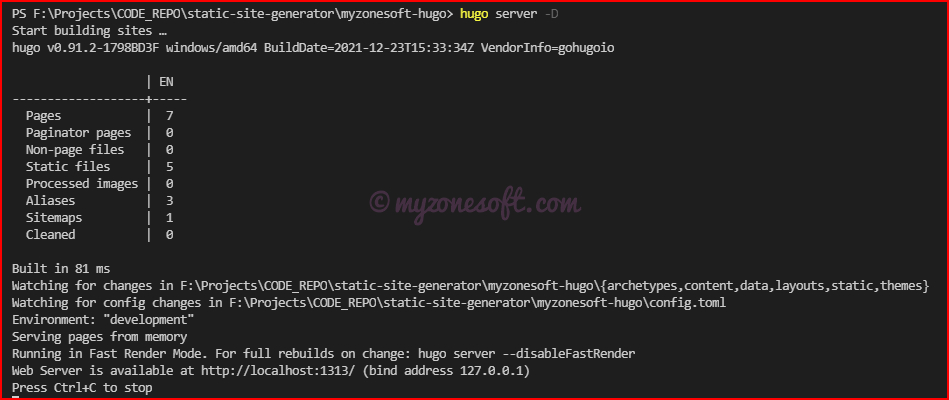 PS F:\Projects\CODE_REPO\static-site-generator\myzonesoft-hugo> hugo server -D
Start building sites …
hugo v0.91.2-1798BD3F windows/amd64 BuildDate=2021-12-23T15:33:34Z VendorInfo=gohugoio
| EN
-------------------+-----
Pages | 7
Paginator pages | 0
Non-page files | 0
Static files | 5
Processed images | 0
Aliases | 3
Sitemaps | 1
Cleaned | 0
© myzonesoft.com
Built in 81 ms
Watching for changes in F:\Projects\CODE_REPO\static-site-generator\myzonesoft-hugo\{archetypes,content,data,layouts,static,themes}
Watching for config changes in F:\Projects\CODE_REPO\static-site-generator\myzonesoft-hugo\config.toml
Environment: "development"
Serving pages from memory
Running in Fast Render Mode. For full rebuilds on change: hugo server --disableFastRender
Web Server is available at http://localhost:1313/ (bind address 127.0.0.1)
Press Ctrl+C to stop